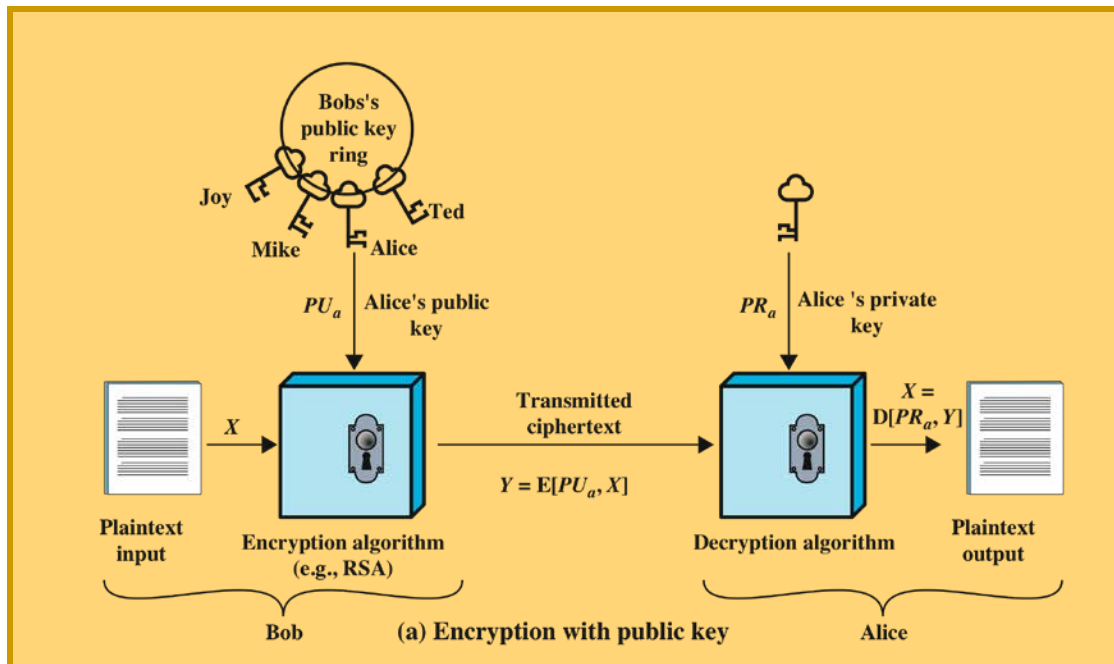 Bobs's
public key
ring
Joy
Ted
Mike
Alice
PUa
Alice's public
key
PRa
Alice 's private
key
X
Transmitted
ciphertext
X =
D[PRa, Y]
Y = E[PUa, X]
Plaintext
input
Encryption algorithm
(e.g., RSA)
Decryption algorithm
Plaintext
output
Bob
(a) Encryption with public key
Alice